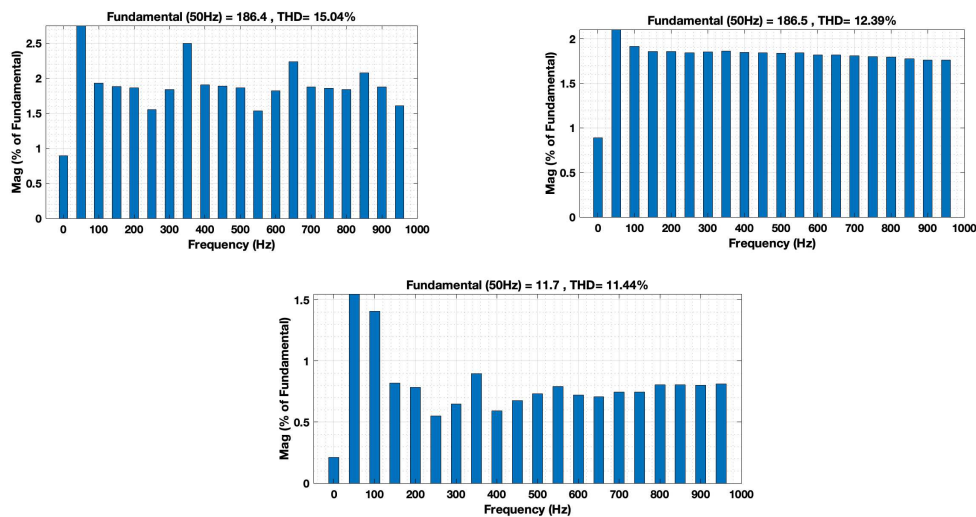 Fundamental (50Hz) = 186.4 , THD= 15.04%
2.5
2
1.5
1
0.5
0
Mag (% of Fundamental)
0 100 200 300 400 500 600 700 800 900 1000
Frequency (Hz)
Fundamental (50Hz) = 186.5 , THD= 12.39%
2
1.5
1
0.5
0
Mag (% of Fundamental)
0 100 200 300 400 500 600 700 800 900 1000
Frequency (Hz)
Fundamental (50Hz) = 11.7 , THD= 11.44%
1.5
1
0.5
0
Mag (% of Fundamental)
0 100 200 300 400 500 600 700 800 900 1000
Frequency (Hz)